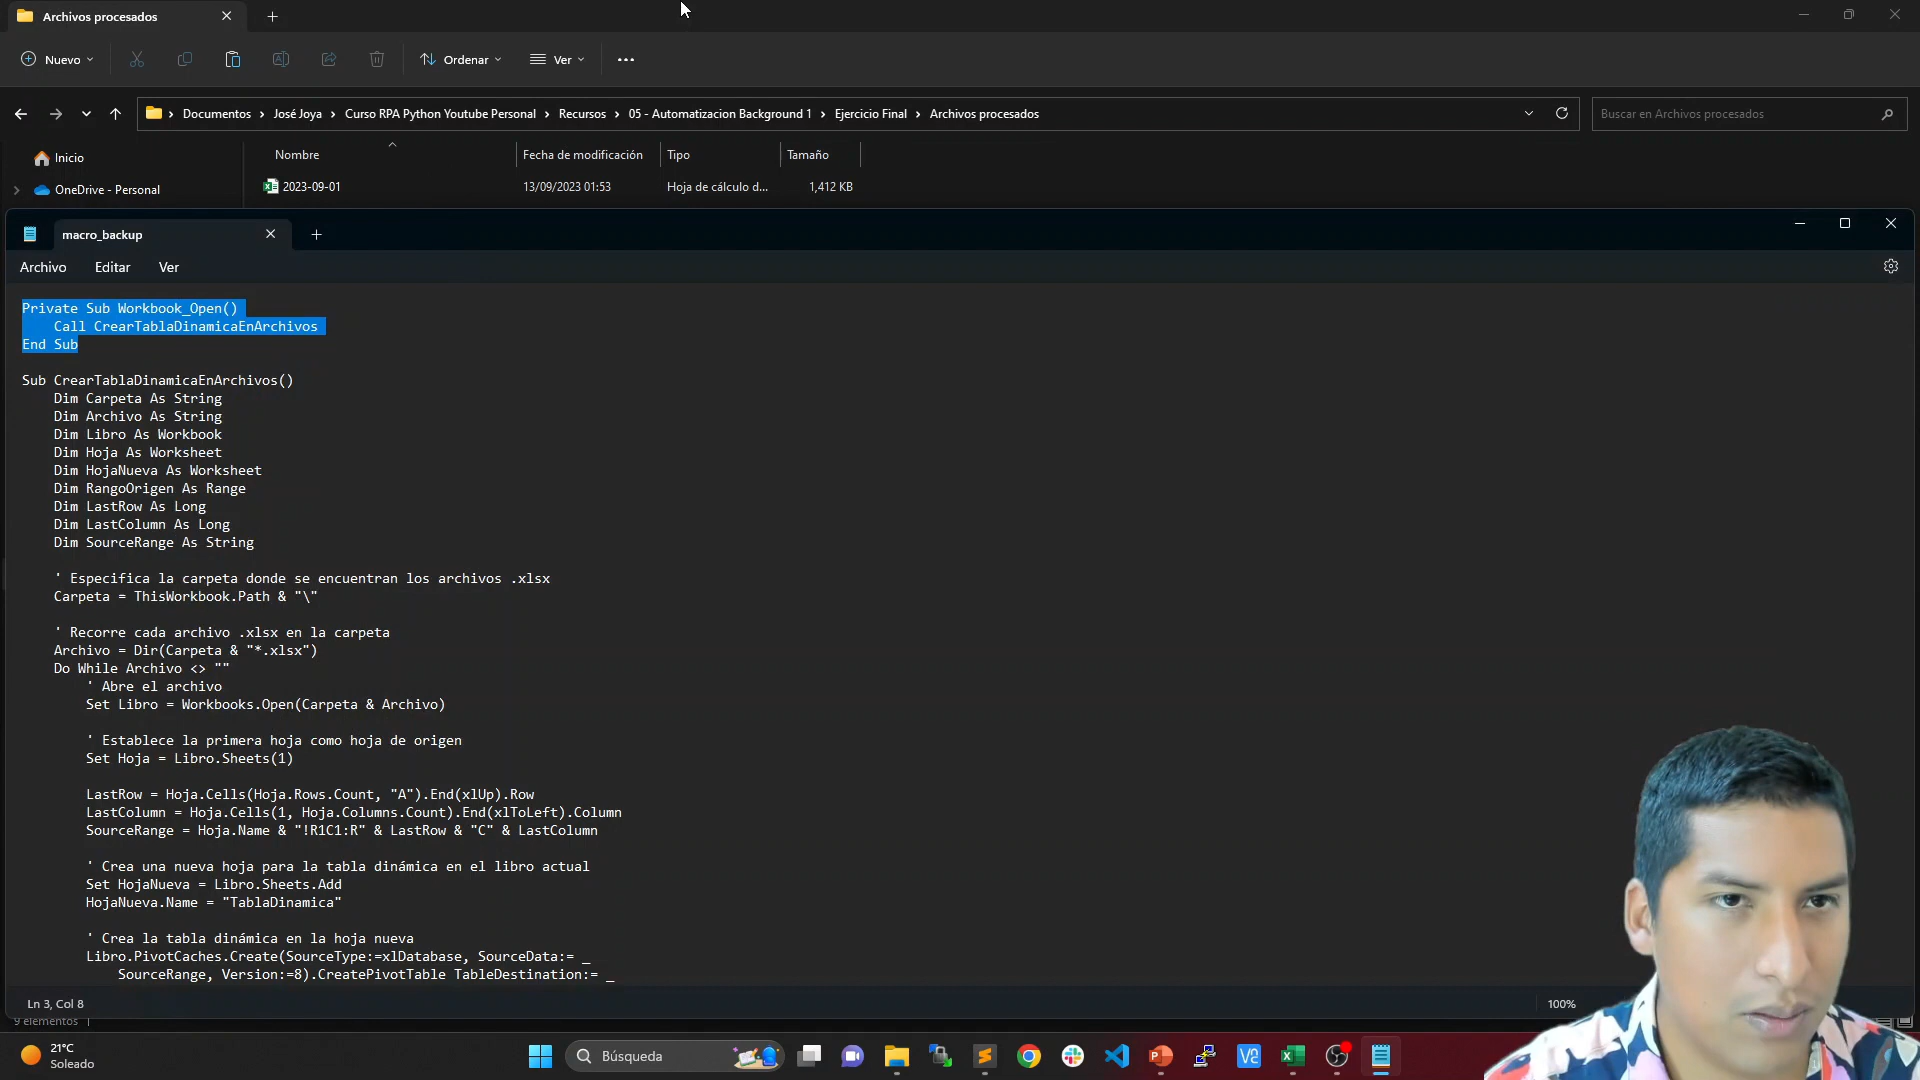 Archivos procesados
Nuevo
Ordenar
Ver
Documentos
José Joya
Curso RPA Python Youtube Personal
Recursos
05 - Automatizacion Background 1
Ejercicio Final
Archivos procesados
Buscar en Archivos procesados
Inicio
OneDrive - Personal
Nombre
Fecha de modificación
Tipo
Tamaño
2023-09-01
13/09/2023 01:53
Hoja de cálculo d...
1,412 KB
macro_backup
Archivo
Editar
Ver
Private Sub Workbook_Open()
    Call CrearTablaDinamicaEnArchivos
End Sub
Sub CrearTablaDinamicaEnArchivos()
    Dim Carpeta As String
    Dim Archivo As String
    Dim Libro As Workbook
    Dim Hoja As Worksheet
    Dim HojaNueva As Worksheet
    Dim RangoOrigen As Range
    Dim LastRow As Long
    Dim LastColumn As Long
    Dim SourceRange As String
    ' Especifica la carpeta donde se encuentran los archivos .xlsx
    Carpeta = ThisWorkbook.Path & "\"
    ' Recorre cada archivo .xlsx en la carpeta
    Archivo = Dir(Carpeta & "*.xlsx")
    Do While Archivo <> ""
        ' Abre el archivo
        Set Libro = Workbooks.Open(Carpeta & Archivo)
        ' Establece la primera hoja como hoja de origen
        Set Hoja = Libro.Sheets(1)
        LastRow = Hoja.Cells(Hoja.Rows.Count, "A").End(xlUp).Row
        LastColumn = Hoja.Cells(1, Hoja.Columns.Count).End(xlToLeft).Column
        SourceRange = Hoja.Name & "!R1C1:R" & LastRow & "C" & LastColumn
        ' Crea una nueva hoja para la tabla dinámica en el libro actual
        Set HojaNueva = Libro.Sheets.Add
        HojaNueva.Name = "TablaDinamica"
        ' Crea la tabla dinámica en la hoja nueva
        Libro.PivotCaches.Create(SourceType:=xlDatabase, SourceData:= _
            SourceRange, Version:=8).CreatePivotTable TableDestination:= _
Ln 3, Col 8
100%
9 elementos
21°C
Soleado
Búsqueda